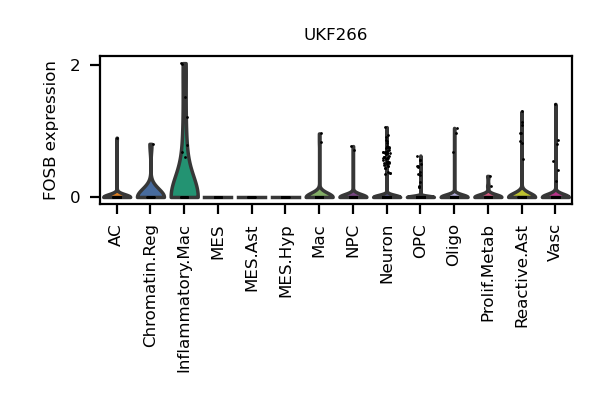 UKF266
FOSB expression
2
0
AC
Chromatin.Reg
Inflammatory.Mac
MES
MES.Ast
MES.Hyp
Mac
NPC
Neuron
OPC
Oligo
Prolif.Metab
Reactive.Ast
Vasc